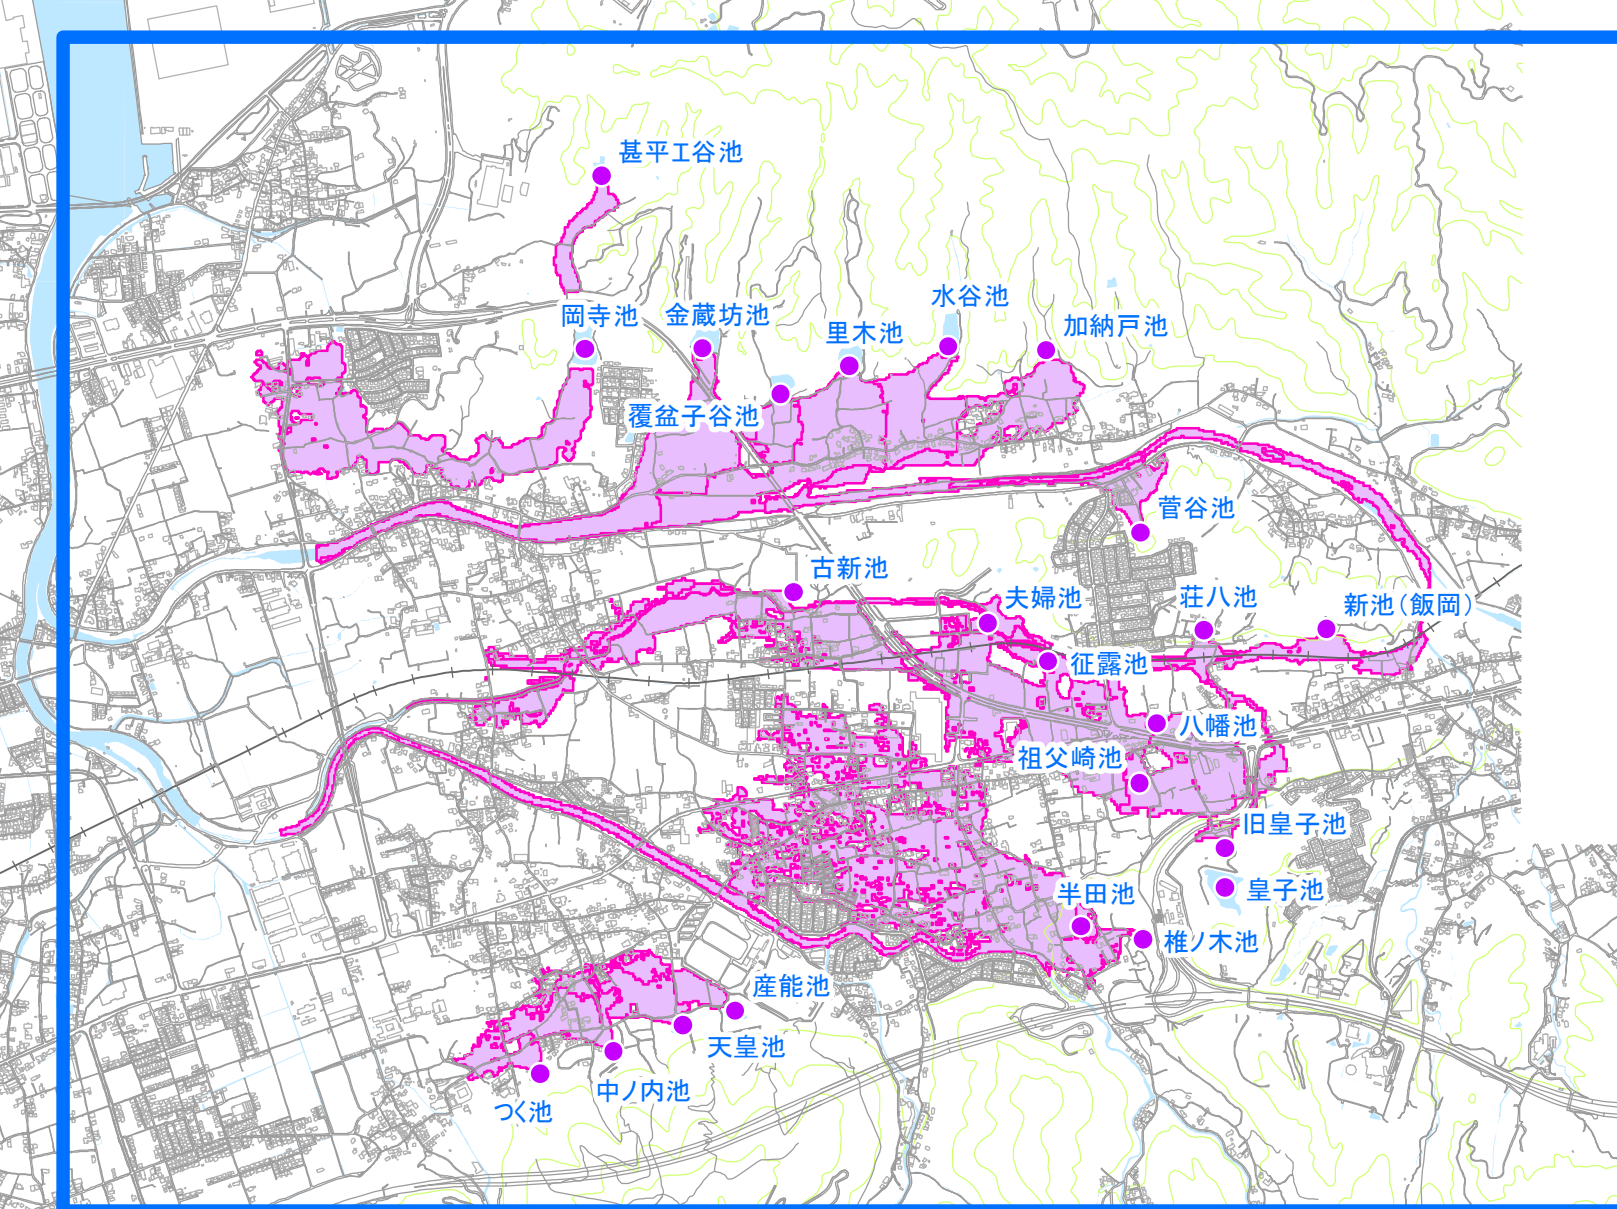 甚平工谷池
水谷池
岡寺池
金蔵坊池
里木池
加納戸池
覆盆子谷池
菅谷池
古新池
夫婦池
荘八池
新池(飯岡)
征露池
八幡池
祖父崎池
旧皇子池
皇子池
半田池
椎ノ木池
産能池
天皇池
中ノ内池
つく池